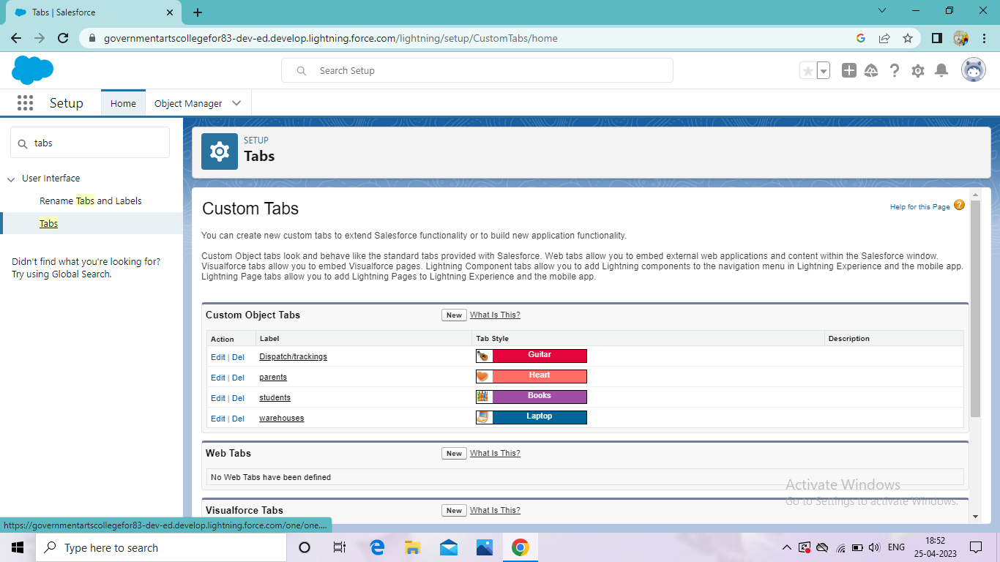 Tabs | Salesforce
governmentartscollegefor83-dev-ed.develop.lightning.force.com/lightning/setup/CustomTabs/home
Search Setup
Setup
Home
Object Manager
tabs
User Interface
Rename Tabs and Labels
Tabs
Didn't find what you're looking for?
Try using Global Search.
SETUP
Tabs
Custom Tabs
Help for this Page
You can create new custom tabs to extend Salesforce functionality or to build new application functionality.
Custom Object tabs look and behave like the standard tabs provided with Salesforce. Web tabs allow you to embed external web applications and content within the Salesforce window.
Visualforce tabs allow you to embed Visualforce pages. Lightning Component tabs allow you to add Lightning components to the navigation menu in Lightning Experience and the mobile app.
Lightning Page tabs allow you to add Lightning Pages to Lightning Experience and the mobile app.
Custom Object Tabs New What Is This?
Action Label Tab Style Description
Edit | Del Dispatch/trackings Guitar
Edit | Del parents Heart
Edit | Del students Books
Edit | Del warehouses Laptop
Web Tabs New What Is This?
No Web Tabs have been defined
Activate Windows
Go to Settings to activate Windows.
Visualforce Tabs New What Is This?
https://governmentartscollegefor83-dev-ed.develop.lightning.force.com/one/one....
Type here to search
ENG
18:52
25-04-2023